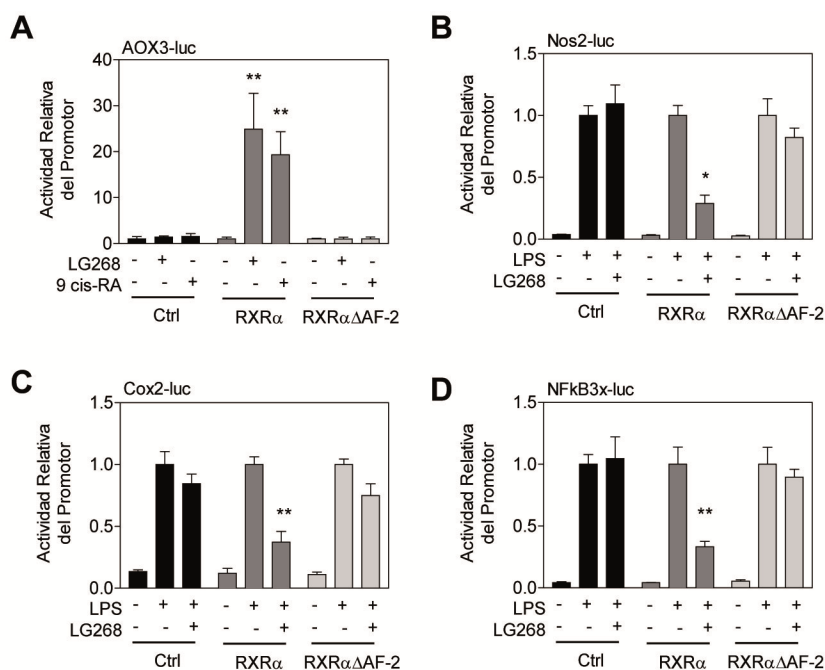 A
AOX3-luc
Actividad Relativa
del Promotor
40
30
20
10
0
**
**
- + - - + - - + -
LG268
- - + - - + - - +
9 cis-RA
Ctrl
RXRα
RXRαΔAF-2
B
Nos2-luc
Actividad Relativa
del Promotor
1.5
1.0
0.5
0.0
*
LPS - + + - + + - + +
LG268 - - + - - + - - +
Ctrl
RXRα
RXRαΔAF-2
C
Cox2-luc
Actividad Relativa
del Promotor
1.5
1.0
0.5
0.0
**
LPS - + + - + + - + +
LG268 - - + - - + - - +
Ctrl
RXRα
RXRαΔAF-2
D
NFkB3x-luc
Actividad Relativa
del Promotor
1.5
1.0
0.5
0.0
**
LPS - + + - + + - + +
LG268 - - + - - + - - +
Ctrl
RXRα
RXRαΔAF-2